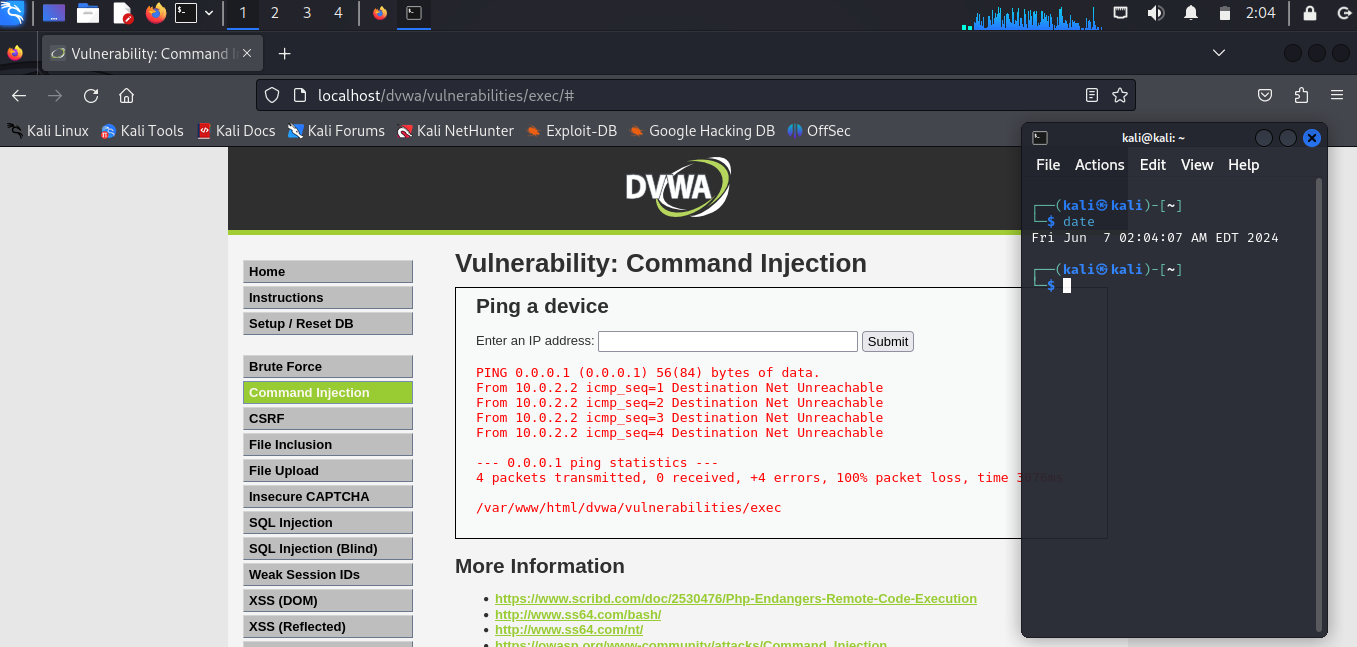 1 2 3 4 2:04
Vulnerability: Command I
localhost/dvwa/vulnerabilities/exec/#
Kali Linux Kali Tools Kali Docs Kali Forums Kali NetHunter Exploit-DB Google Hacking DB OffSec
DVWA
Home
Instructions
Setup / Reset DB
Brute Force
Command Injection
CSRF
File Inclusion
File Upload
Insecure CAPTCHA
SQL Injection
SQL Injection (Blind)
Weak Session IDs
XSS (DOM)
XSS (Reflected)
Vulnerability: Command Injection
Ping a device
Enter an IP address: Submit
PING 0.0.0.1 (0.0.0.1) 56(84) bytes of data.
From 10.0.2.2 icmp_seq=1 Destination Net Unreachable
From 10.0.2.2 icmp_seq=2 Destination Net Unreachable
From 10.0.2.2 icmp_seq=3 Destination Net Unreachable
From 10.0.2.2 icmp_seq=4 Destination Net Unreachable
--- 0.0.0.1 ping statistics ---
4 packets transmitted, 0 received, +4 errors, 100% packet loss, time 3076ms
/var/www/html/dvwa/vulnerabilities/exec
More Information
https://www.scribd.com/doc/2530476/Php-Endangers-Remote-Code-Execution
http://www.ss64.com/bash/
http://www.ss64.com/nt/
https://owasp.org/www-community/attacks/Command_Injection
kali@kali: ~
File Actions Edit View Help
┌──(kali㉿kali)-[~]
└─$ date
Fri Jun  7 02:04:07 AM EDT 2024
┌──(kali㉿kali)-[~]
└─$